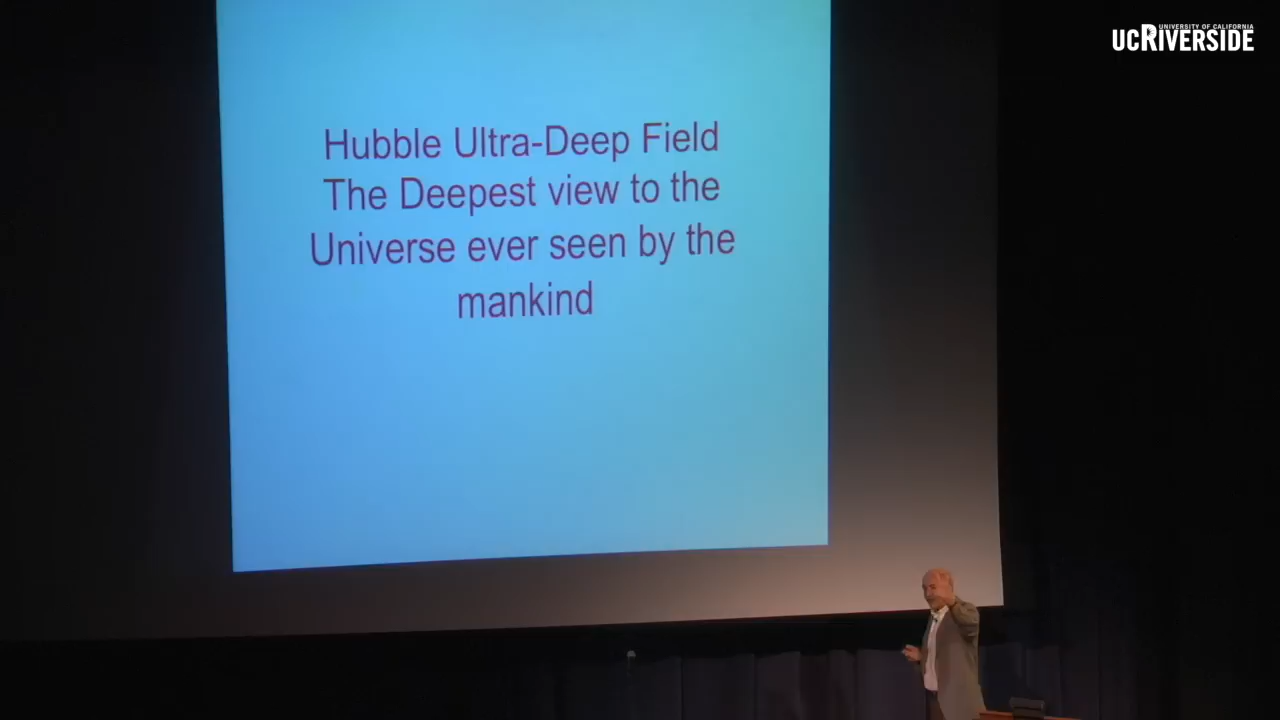 UNIVERSITY OF CALIFORNIA
UCRIVERSIDE
Hubble Ultra-Deep Field
The Deepest view to the
Universe ever seen by the
mankind